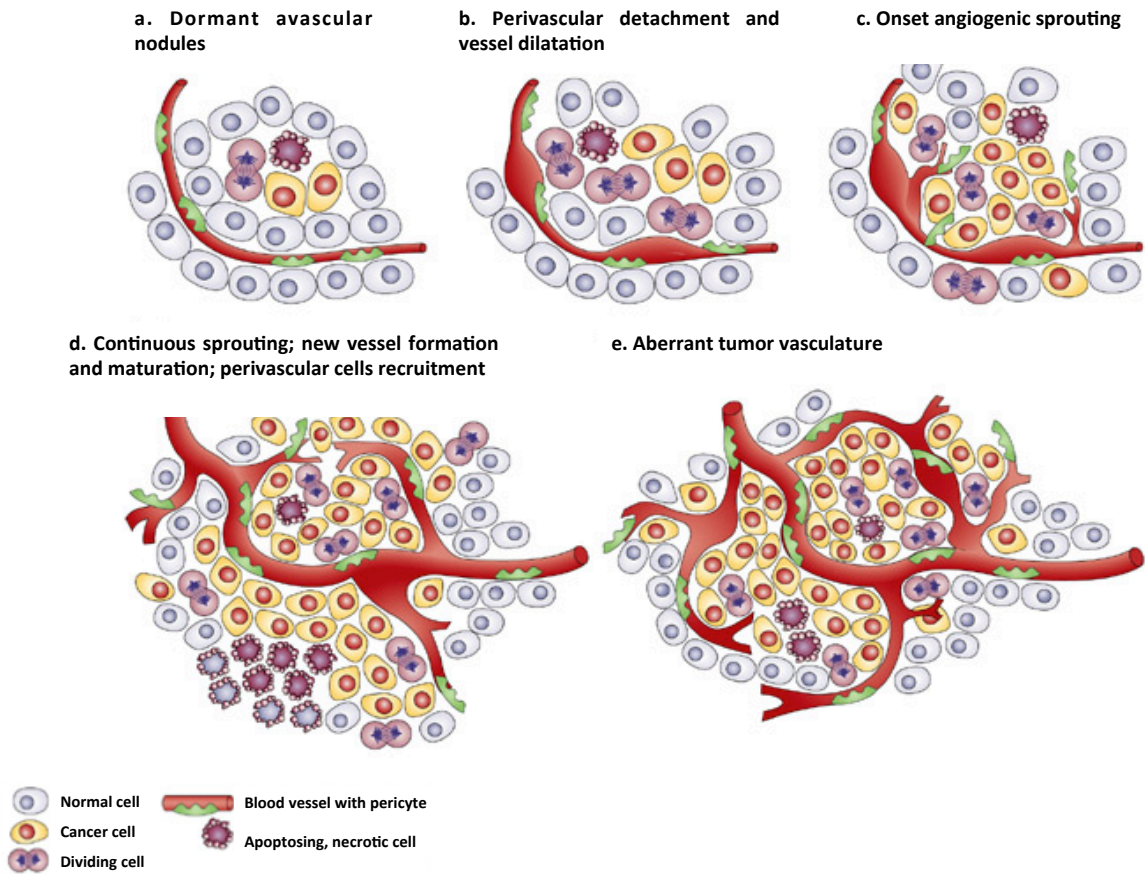 a. Dormant avascular
nodules
b. Perivascular detachment and
vessel dilatation
c. Onset angiogenic sprouting
d. Continuous sprouting; new vessel formation
and maturation; perivascular cells recruitment
e. Aberrant tumor vasculature
Normal cell
Cancer cell
Dividing cell
Blood vessel with pericyte
Apoptosing, necrotic cell